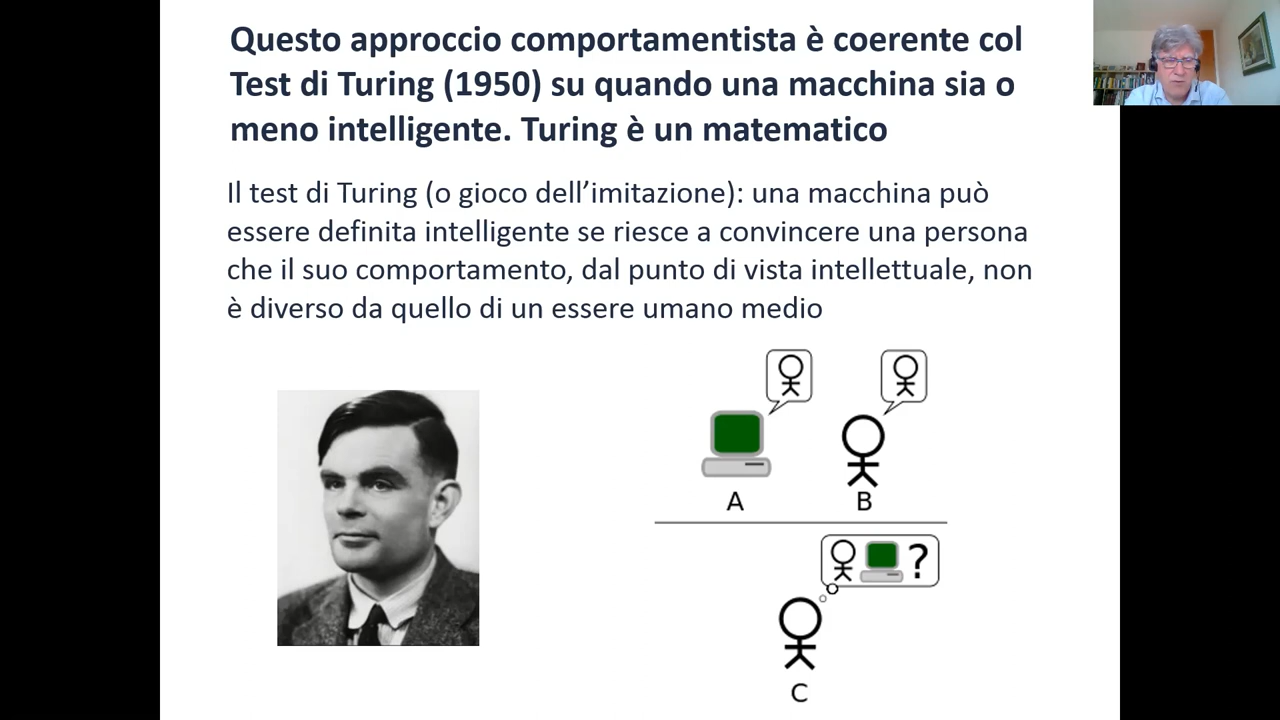 Questo approccio comportamentista è coerente col
Test di Turing (1950) su quando una macchina sia o
meno intelligente. Turing è un matematico
Il test di Turing (o gioco dell’imitazione): una macchina può
essere definita intelligente se riesce a convincere una persona
che il suo comportamento, dal punto di vista intellettuale, non
è diverso da quello di un essere umano medio
A
B
?
C